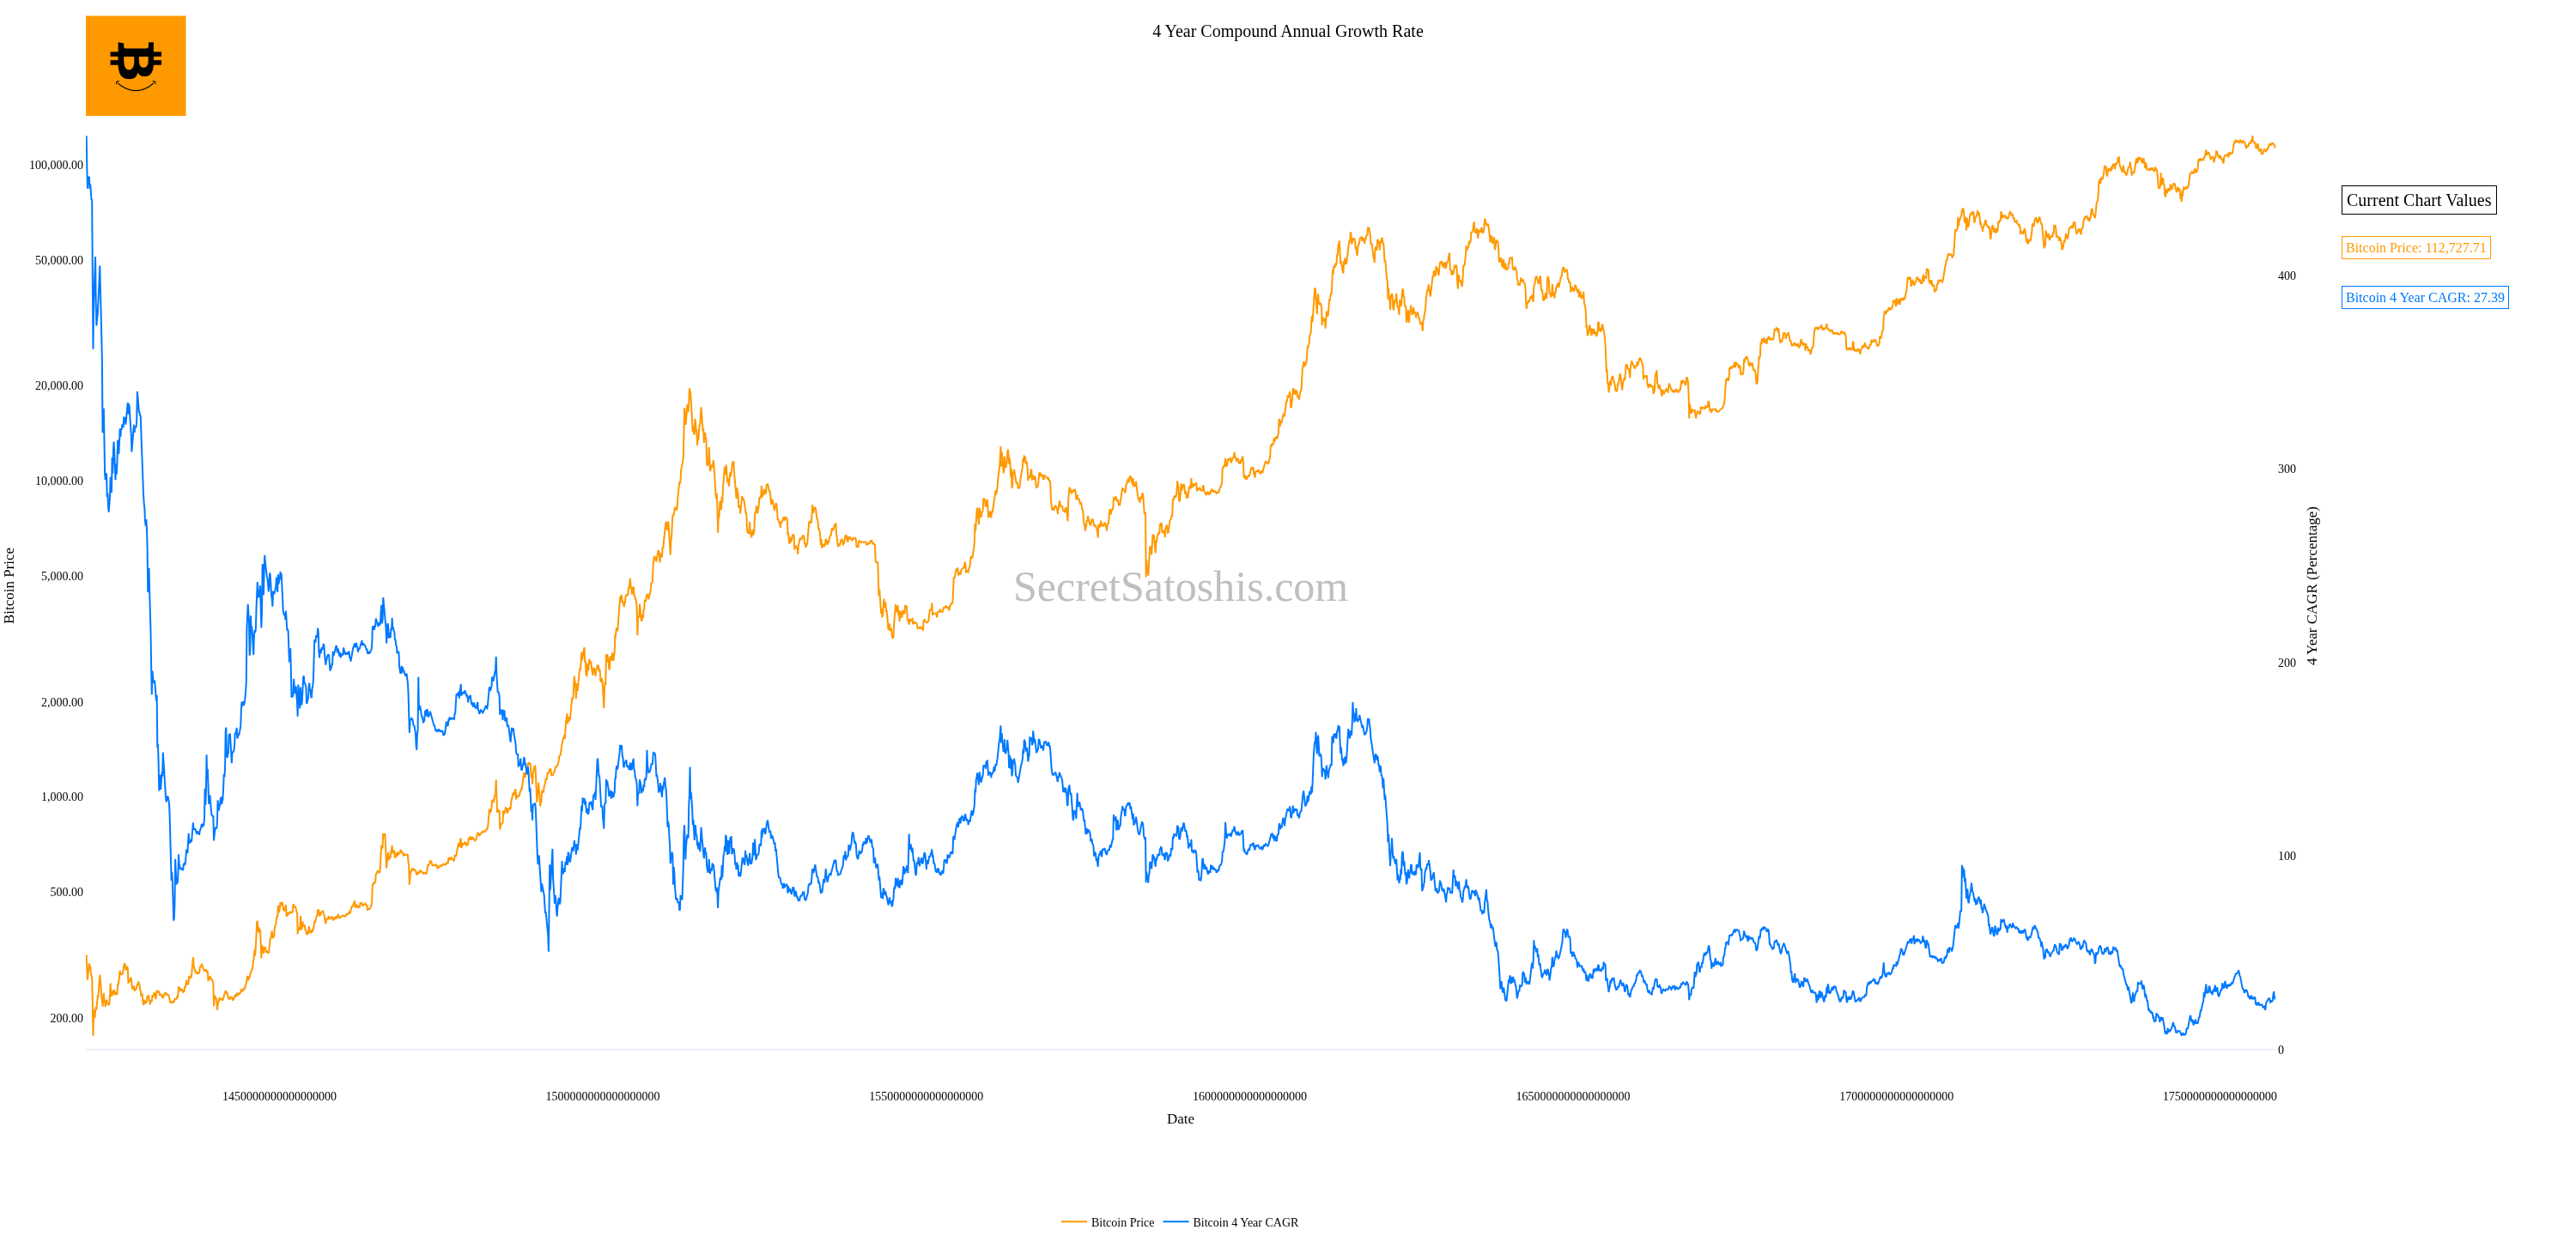 4 Year Compound Annual Growth Rate
100,000.00
50,000.00
20,000.00
10,000.00
5,000.00
2,000.00
1,000.00
500.00
200.00
Bitcoin Price
SecretSatoshis.com
400
300
200
100
0
4 Year CAGR (Percentage)
Current Chart Values
Bitcoin Price: 112,727.71
Bitcoin 4 Year CAGR: 27.39
1450000000000000000
1500000000000000000
1550000000000000000
1600000000000000000
1650000000000000000
1700000000000000000
1750000000000000000
Date
Bitcoin Price
Bitcoin 4 Year CAGR